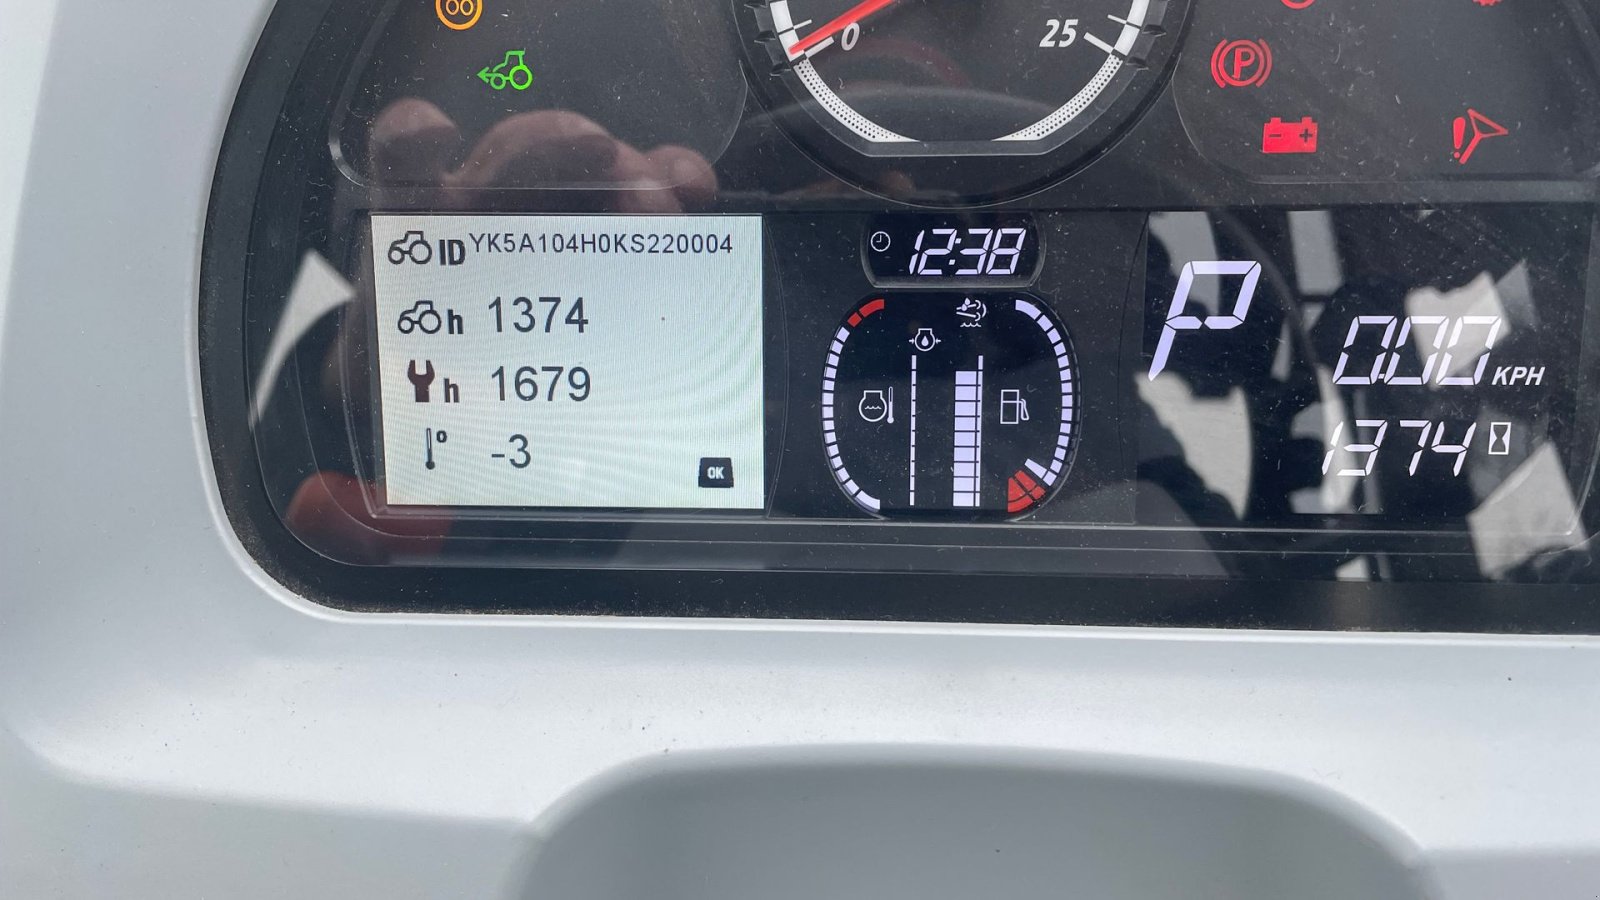 0
25
P
ID YK5A104H0KS220004
h 1374
h 1679
-3
OK
12:38
P
0.00 KPH
1374